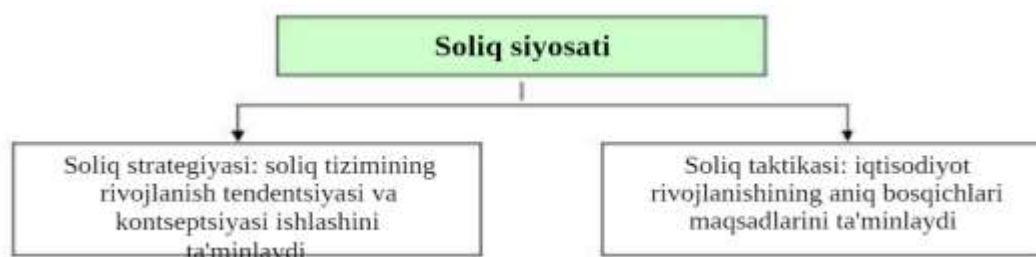 Soliq siyosati
Soliq strategiyasi: soliq tizimining
rivojlanish tendentsiyasi va
kontseptsiyasi ishlashini
ta'minlaydi
Soliq taktikasi: iqtisodiyot
rivojlanishining aniq bosqichlari
maqsadlarini ta'minlaydi